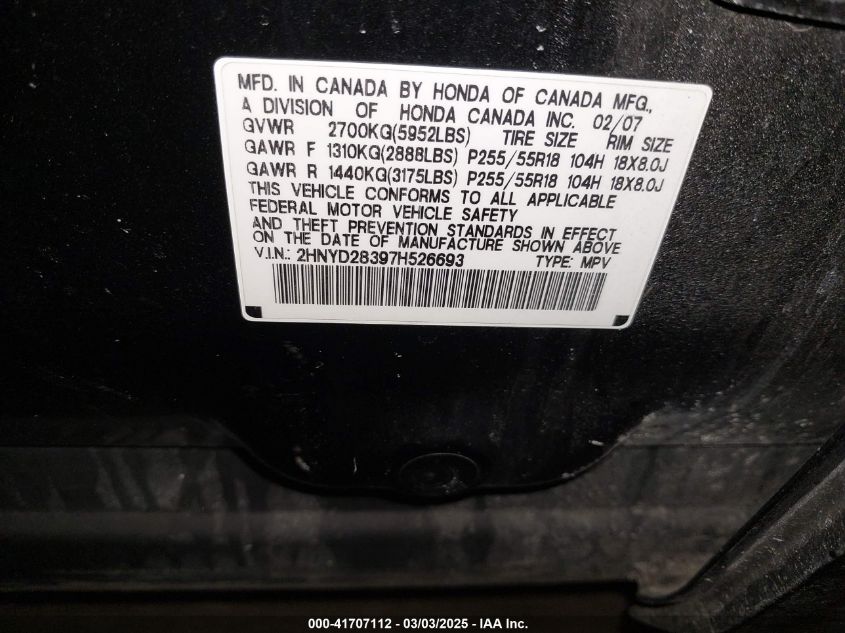 MFD. IN CANADA BY HONDA OF CANADA MFG.,
A DIVISION OF HONDA CANADA INC. 02/07
GVWR 2700KG(5952LBS) TIRE SIZE RIM SIZE
GAWR F 1310KG(2888LBS) P255/55R18 104H 18X8.0J
GAWR R 1440KG(3175LBS) P255/55R18 104H 18X8.0J
THIS VEHICLE CONFORMS TO ALL APPLICABLE
FEDERAL MOTOR VEHICLE SAFETY
AND THEFT PREVENTION STANDARDS IN EFFECT
ON THE DATE OF MANUFACTURE SHOWN ABOVE
V.I.N.: 2HNYD28397H526693 TYPE: MPV
000-41707112 - 03/03/2025 - IAA Inc.